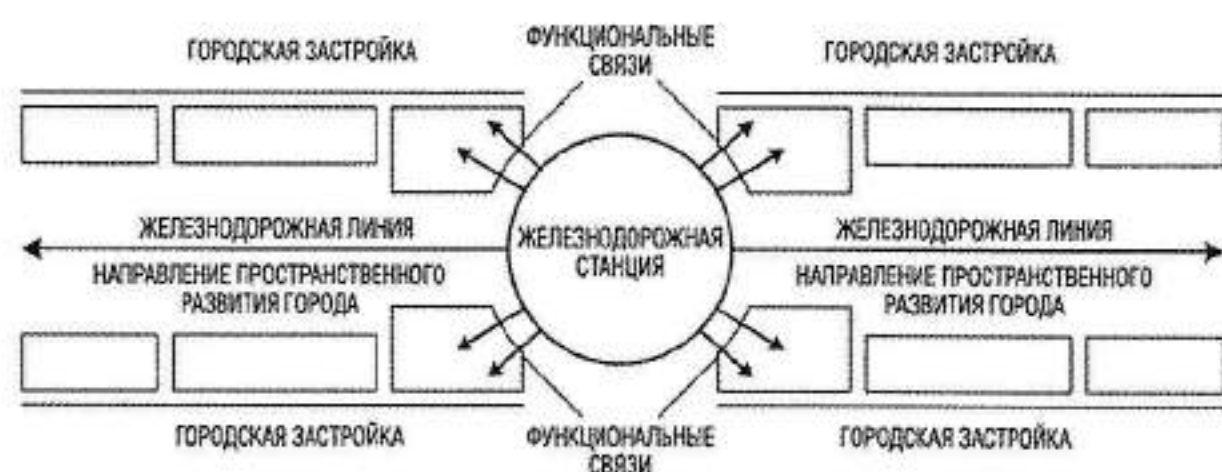 ГОРОДСКАЯ ЗАСТРОЙКА
ФУНКЦИОНАЛЬНЫЕ
СВЯЗИ
ГОРОДСКАЯ ЗАСТРОЙКА
ЖЕЛЕЗНОДОРОЖНАЯ ЛИНИЯ
НАПРАВЛЕНИЕ ПРОСТРАНСТВЕННОГО
РАЗВИТИЯ ГОРОДА
ЖЕЛЕЗНОДОРОЖНАЯ
СТАНЦИЯ
ЖЕЛЕЗНОДОРОЖНАЯ ЛИНИЯ
НАПРАВЛЕНИЕ ПРОСТРАНСТВЕННОГО
РАЗВИТИЯ ГОРОДА
ГОРОДСКАЯ ЗАСТРОЙКА
ФУНКЦИОНАЛЬНЫЕ
СВЯЗИ
ГОРОДСКАЯ ЗАСТРОЙКА